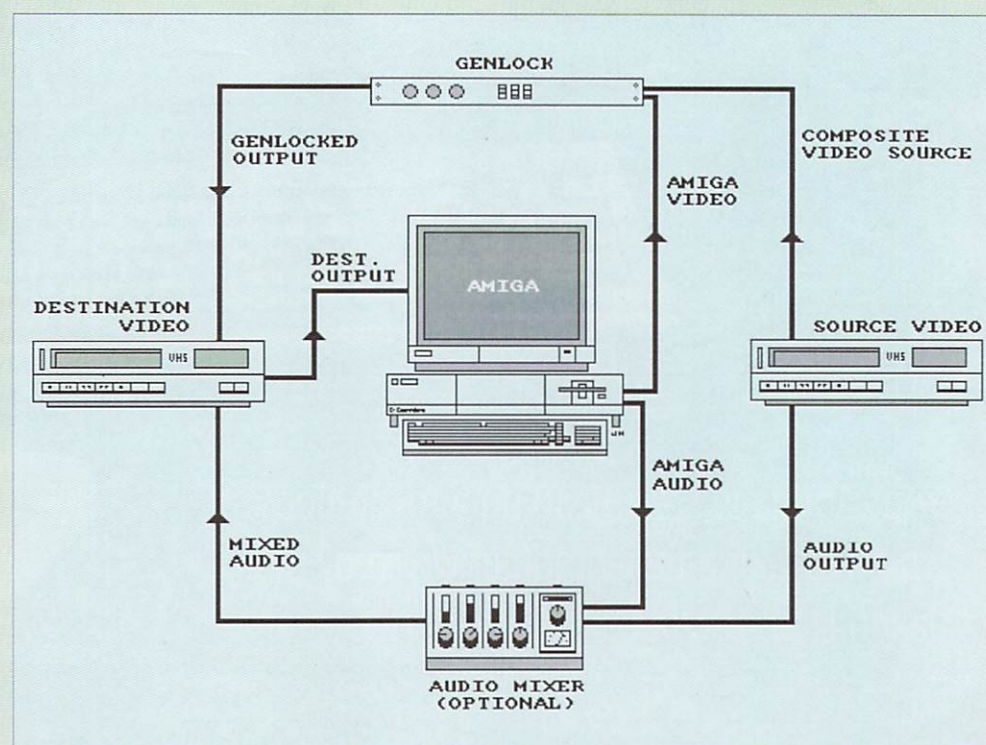 GENLOCK
GENLOCKED
OUTPUT
COMPOSITE
VIDEO SOURCE
AMIGA
VIDEO
DEST.
OUTPUT
AMIGA
DESTINATION
VIDEO
SOURCE VIDEO
VHS
VHS
AMIGA
AUDIO
MIXED
AUDIO
AUDIO
OUTPUT
AUDIO MIXER
(OPTIONAL)